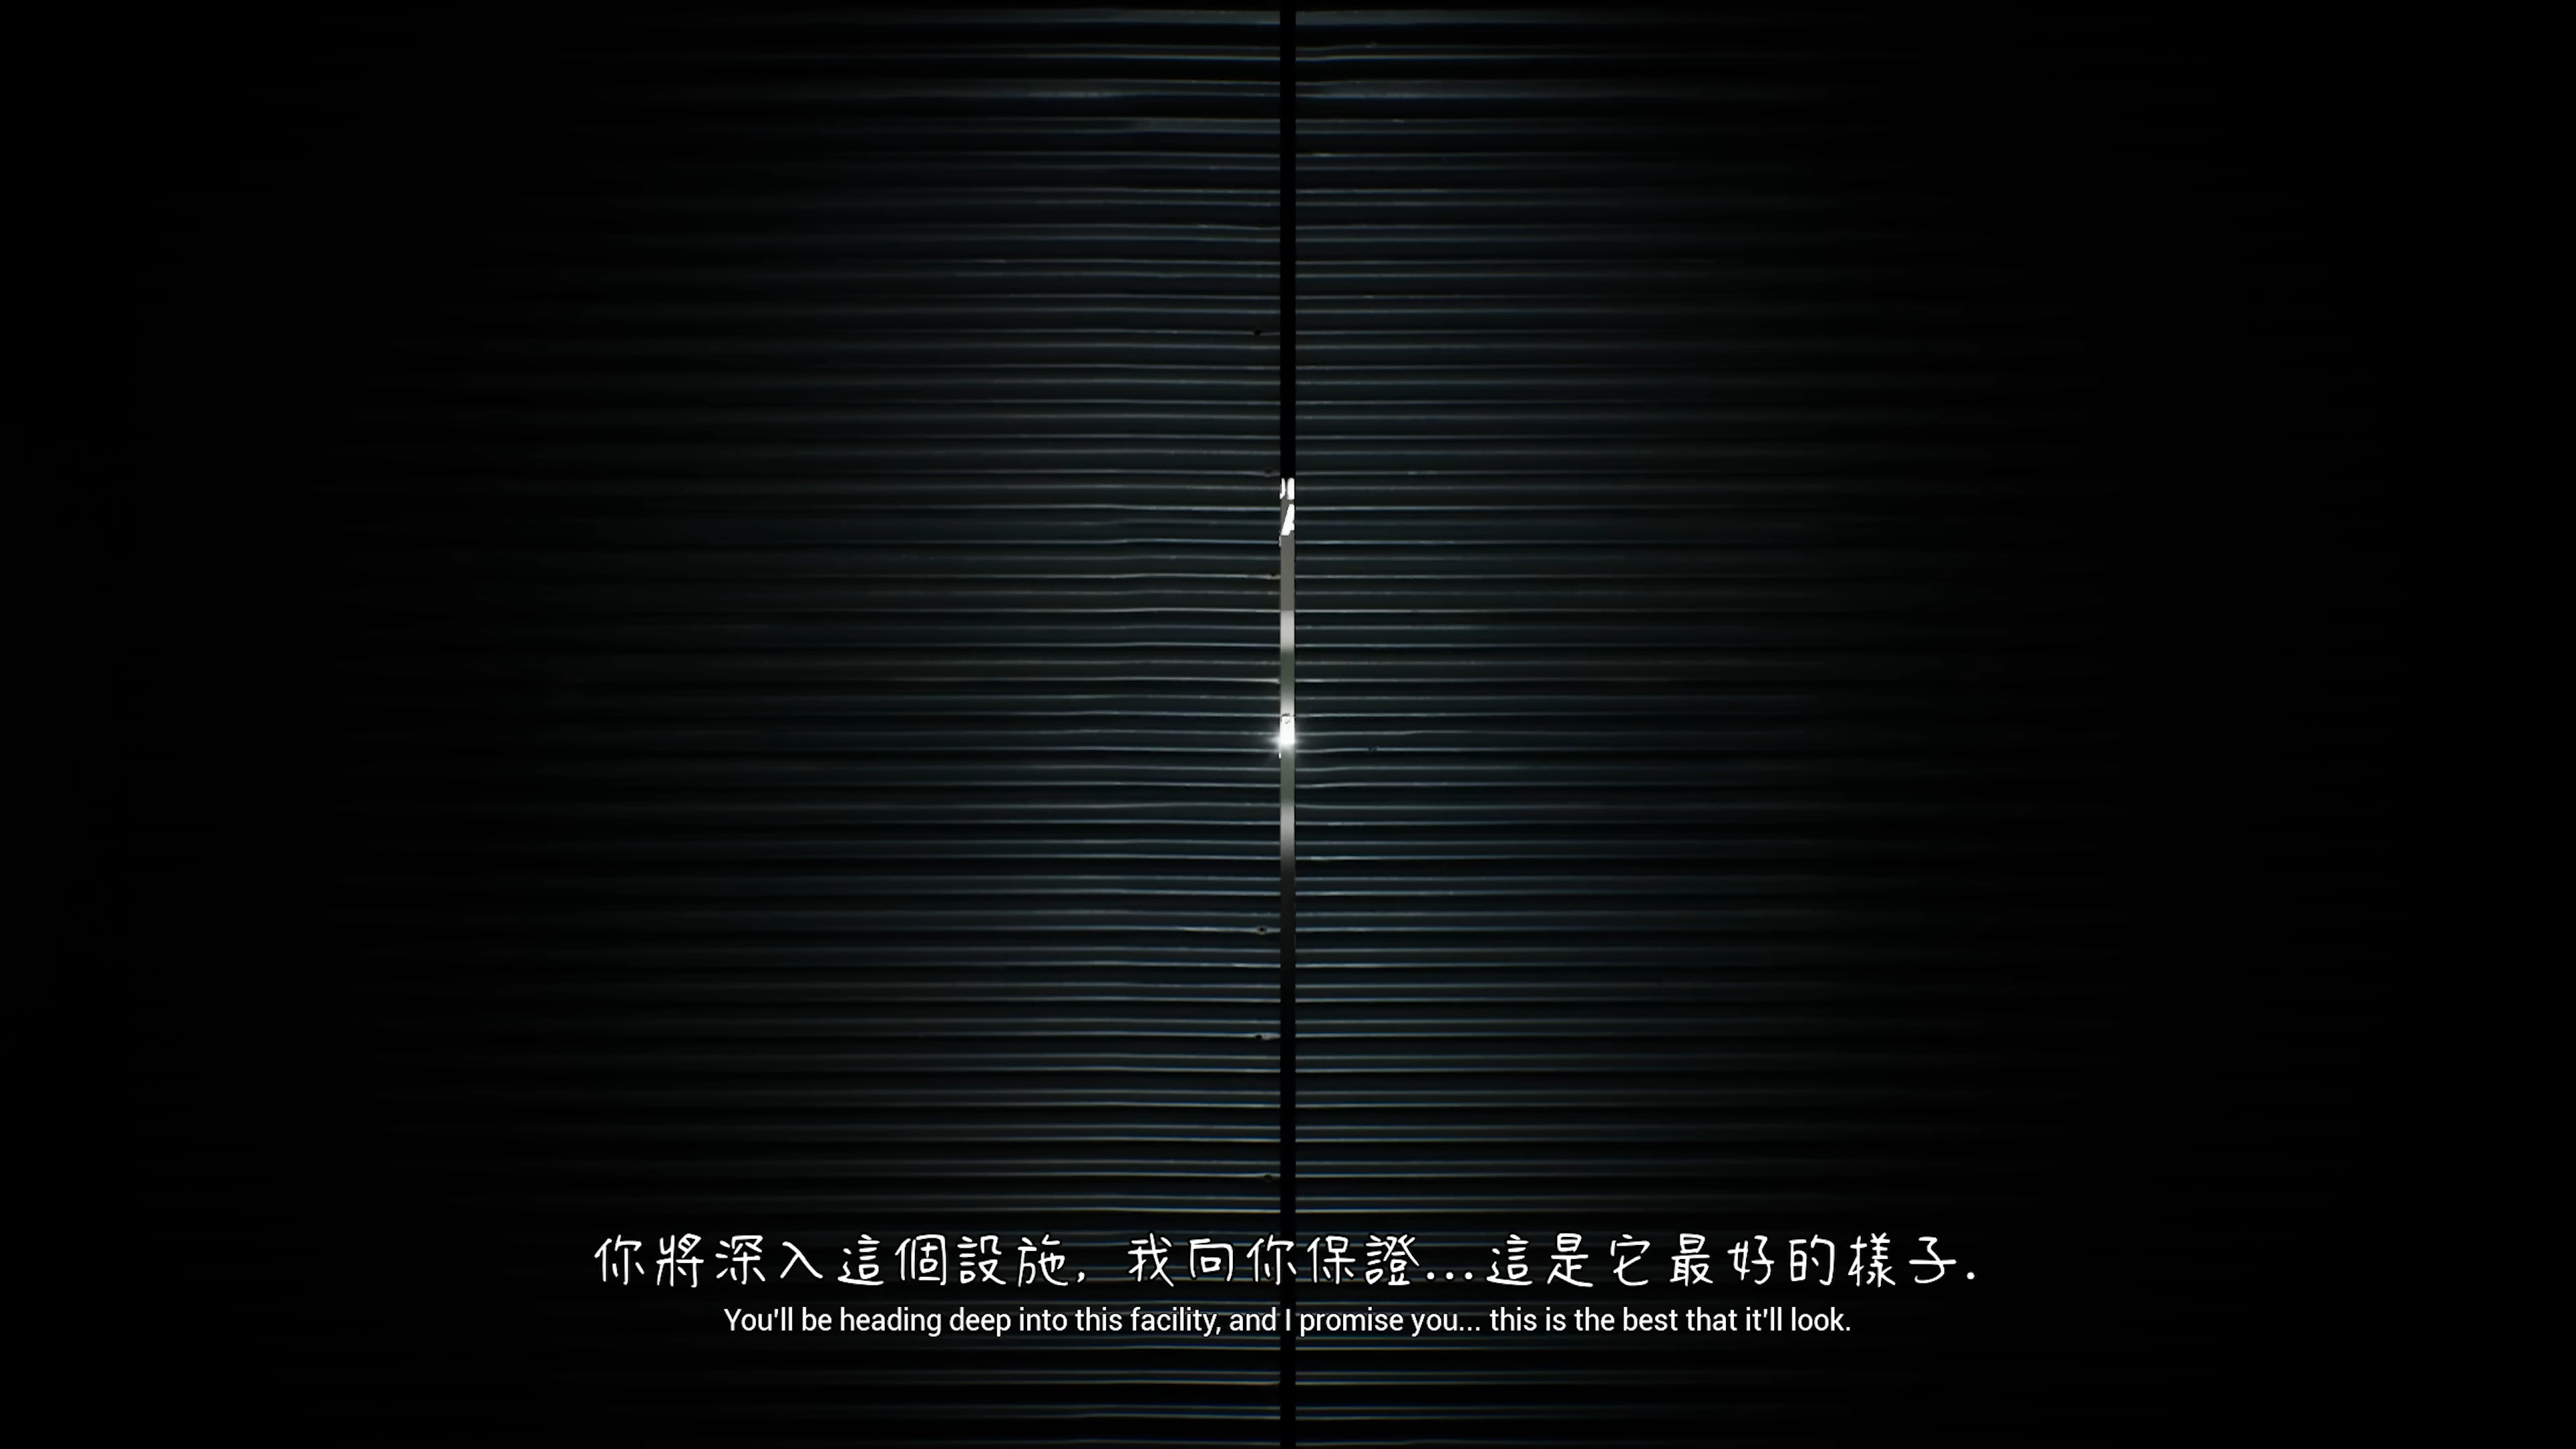 你將深入這個設施, 我向你保證...這是它最好的樣子.
You'll be heading deep into this facility, and I promise you... this is the best that it'll look.